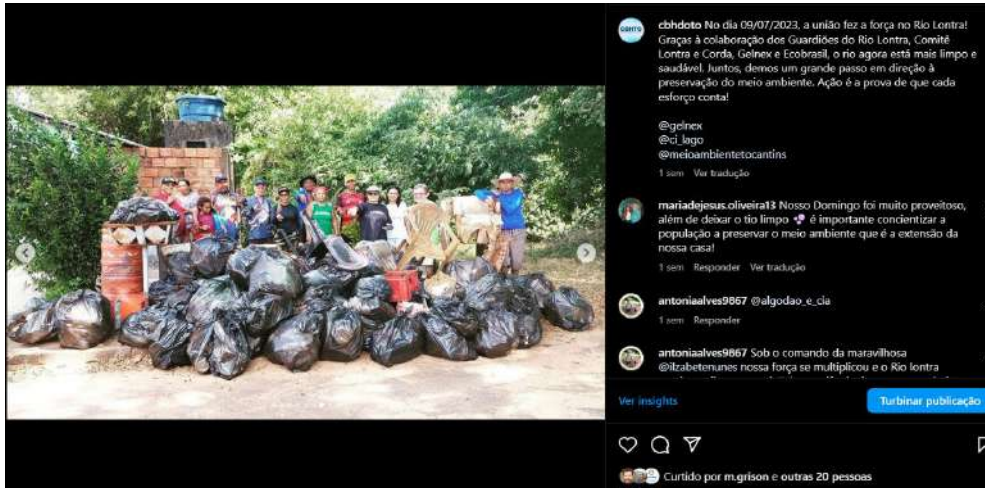 cbhdoto No dia 09/07/2023, a união fez a força no Rio Lontra!
Graças à colaboração dos Guardiões do Rio Lontra, Comitê
Lontra e Corda, Gelnex e Ecobrasil, o rio agora está mais limpo e
saudável. Juntos, demos um grande passo em direção à
preservação do meio ambiente. Ação é a prova de que cada
esforço conta!
@gelnex
@ci_lago
@meioambientetocantins
1 sem Ver tradução
mariadejesus.oliveira13 Nosso Domingo foi muito proveitoso,
além de deixar o tio limpo é importante concientizar a
população a preservar o meio ambiente que é a extensão da
nossa casa!
1 sem Responder Ver tradução
antoniaalves9867 @algodao_e_cia
1 sem Responder
antoniaalves9867 Sob o comando da maravilhosa
@ilzabetenunes nossa força se multiplicou e o Rio lontra
Ver insights
Turbinar publicação
Curtido por m.grison e outras 20 pessoas